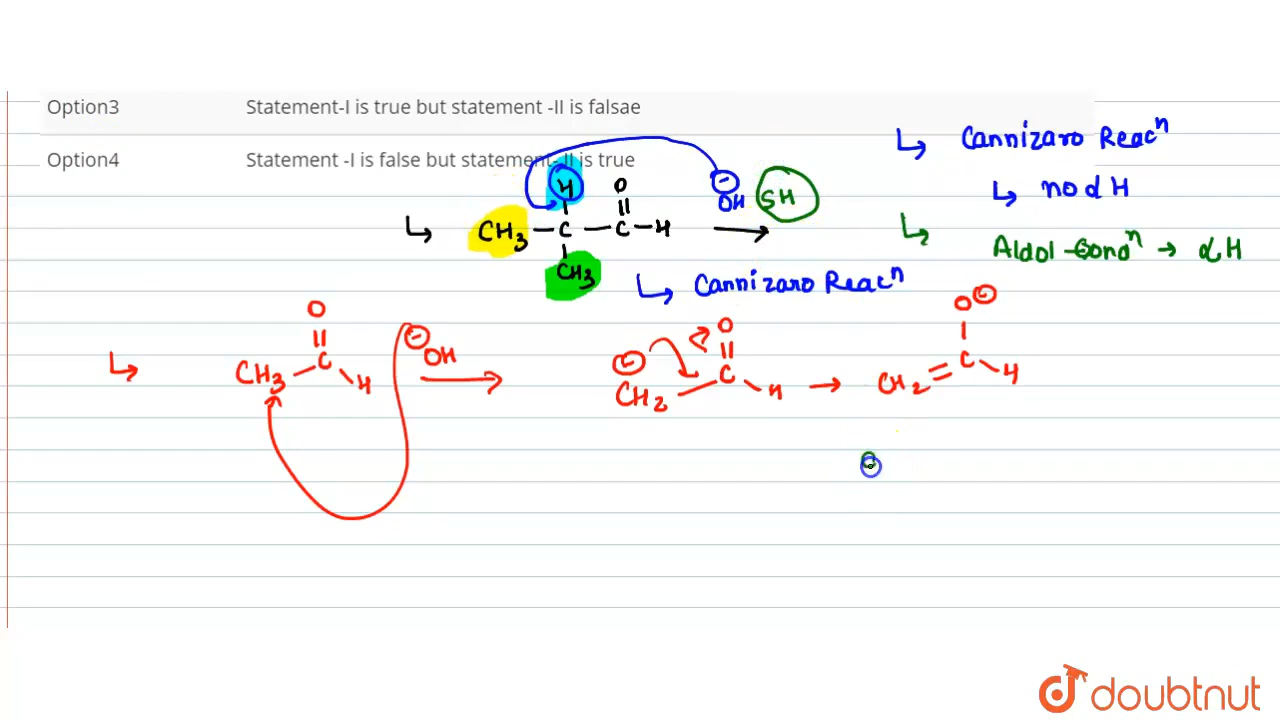 Option3 Statement-I is true but statement -II is falsae
Option4 Statement -I is false but statement- II is true
↳ Cannizaro Reacⁿ
↳ no α H
↳ Aldol - Condⁿ → α H
H O ⊖
OH 5H
↳ CH3 — C — C — H →
CH3
↳ Cannizaro Reacⁿ
O ⊖ O O ⊖
OH
↳ CH3 C H → ⊖ CH2 C H → CH2 = C H
doubtnut